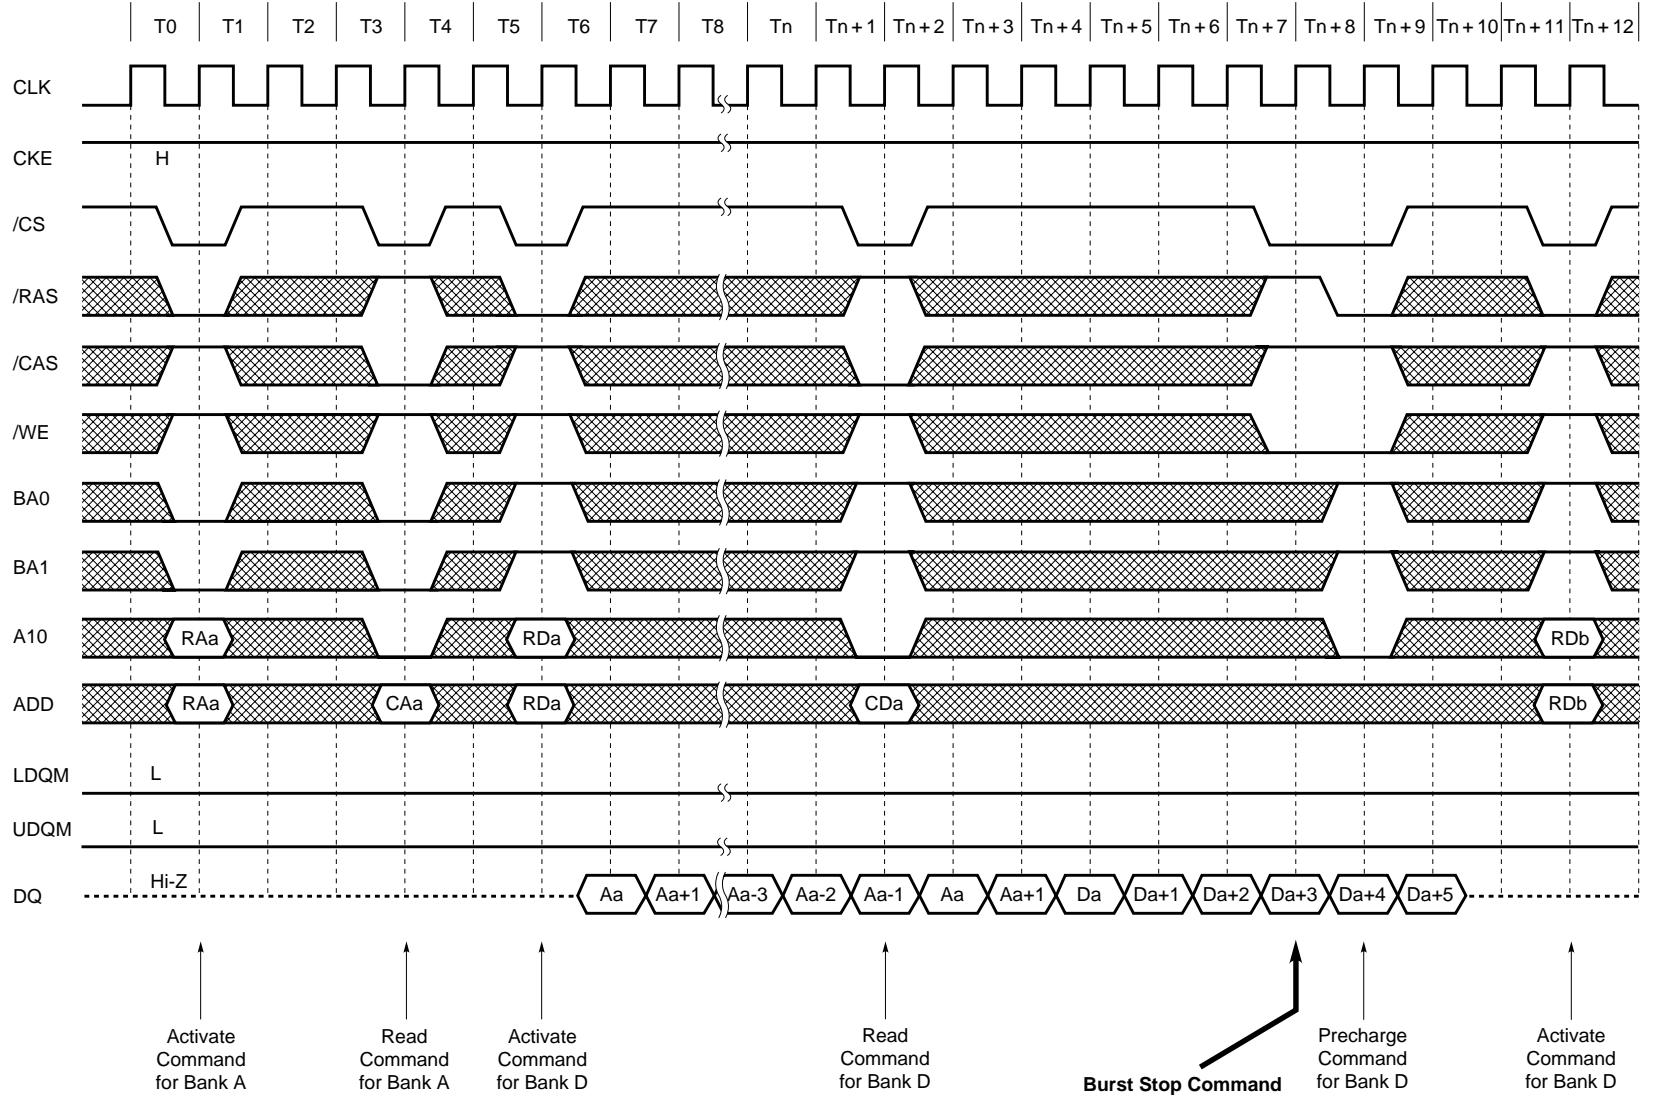 T0 T1 T2 T3 T4 T5 T6 T7 T8 Tn Tn + 1 Tn + 2 Tn + 3 Tn + 4 Tn + 5 Tn + 6 Tn + 7 Tn + 8 Tn + 9 Tn + 10 Tn + 11 Tn + 12
CLK
CKE H
/CS
/RAS
/CAS
/WE
BA0
BA1
A10 RAa RDa RDb
ADD RAa CAa RDa CDa RDb
LDQM L
UDQM L
DQ Hi-Z Aa Aa+1 Aa-3 Aa-2 Aa-1 Aa Aa+1 Da Da+1 Da+2 Da+3 Da+4 Da+5
Activate
Command
for Bank A
Read
Command
for Bank A
Activate
Command
for Bank D
Read
Command
for Bank D
Burst Stop Command
Precharge
Command
for Bank D
Activate
Command
for Bank D